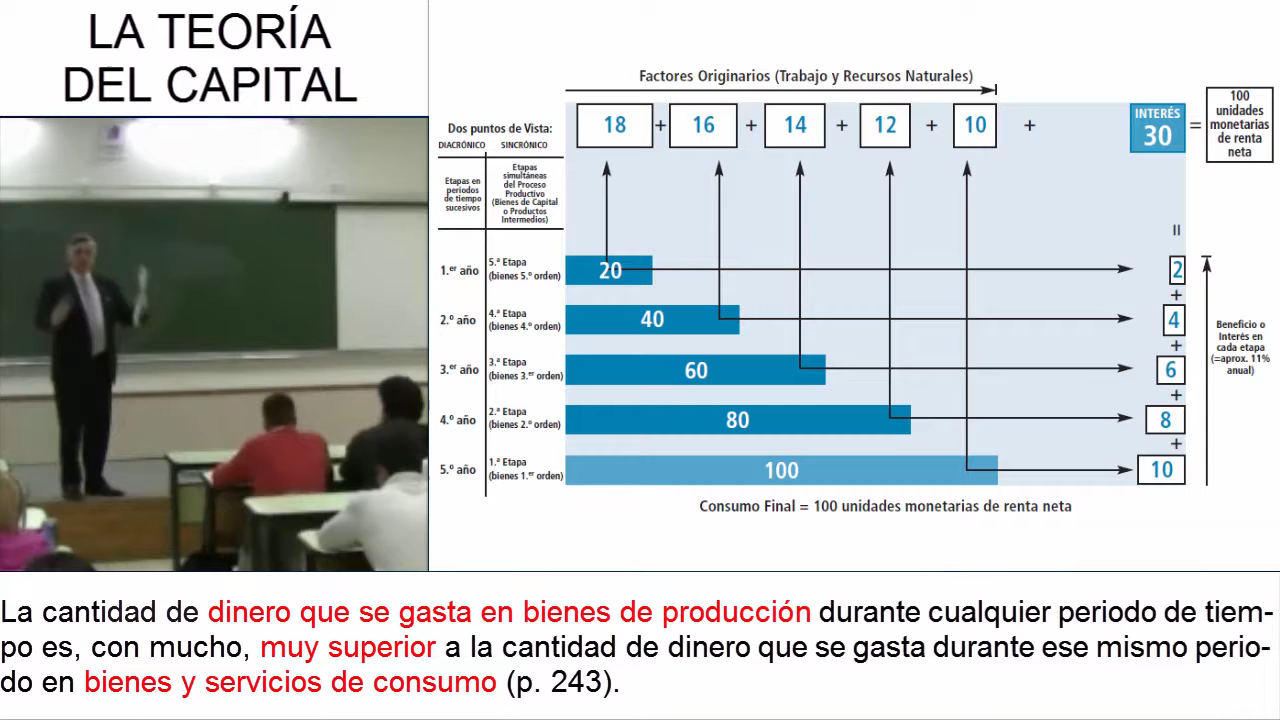 LA TEORÍA
DEL CAPITAL
Factores Originarios (Trabajo y Recursos Naturales)
18 + 16 + 14 + 12 + 10 +
INTERÉS
30
=
100
unidades
monetarias
de renta
neta
Dos puntos de Vista:
DIACRÓNICO SINCRÓNICO
Etapas en
periodos
de tiempo
sucesivos
Etapas
simultáneas
del Proceso
Productivo
(Bienes de Capital
o Productos
Intermedios)
=
1.er año
5.ª Etapa
(bienes 5.º orden)
20
2
+
2.º año
4.ª Etapa
(bienes 4.º orden)
40
4
+
3.er año
3.ª Etapa
(bienes 3.er orden)
60
6
+
4.º año
2.ª Etapa
(bienes 2.º orden)
80
8
+
5.º año
1.ª Etapa
(bienes 1.er orden)
100
10
Beneficio o
Interés en
cada etapa
(=aprox. 11%
anual)
Consumo Final = 100 unidades monetarias de renta neta
La cantidad de dinero que se gasta en bienes de producción durante cualquier periodo de tiem-
po es, con mucho, muy superior a la cantidad de dinero que se gasta durante ese mismo perio-
do en bienes y servicios de consumo (p. 243).